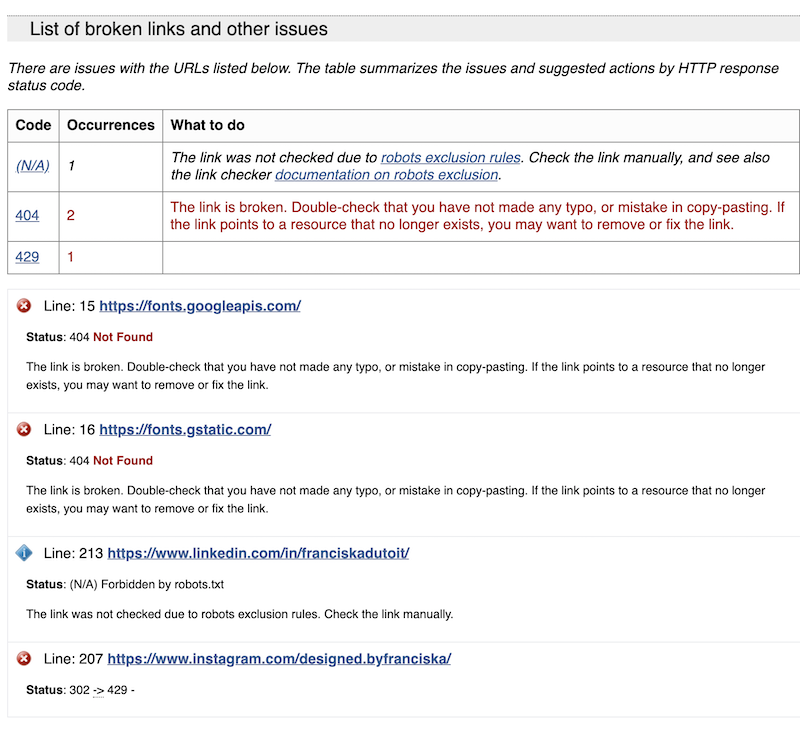 List of broken links and other issues
There are issues with the URLs listed below. The table summarizes the issues and suggested actions by HTTP response
status code.
Code Occurrences What to do
(N/A) 1 The link was not checked due to robots exclusion rules. Check the link manually, and see also
the link checker documentation on robots exclusion.
404 2 The link is broken. Double-check that you have not made any typo, or mistake in copy-pasting. If
the link points to a resource that no longer exists, you may want to remove or fix the link.
429 1
Line: 15 https://fonts.googleapis.com/
Status: 404 Not Found
The link is broken. Double-check that you have not made any typo, or mistake in copy-pasting. If the link points to a resource that no longer
exists, you may want to remove or fix the link.
Line: 16 https://fonts.gstatic.com/
Status: 404 Not Found
The link is broken. Double-check that you have not made any typo, or mistake in copy-pasting. If the link points to a resource that no longer
exists, you may want to remove or fix the link.
Line: 213 https://www.linkedin.com/in/franciskadutoit/
Status: (N/A) Forbidden by robots.txt
The link was not checked due to robots exclusion rules. Check the link manually.
Line: 207 https://www.instagram.com/designed.byfranciska/
Status: 302 -> 429 -